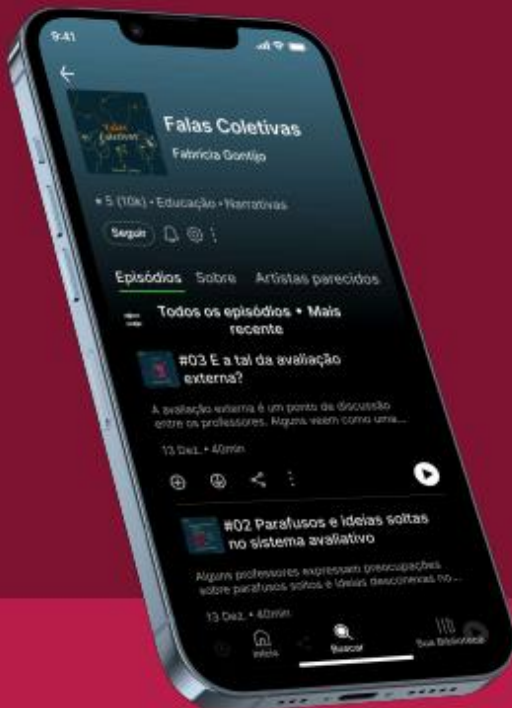 9:41
Falas Coletivas
Falas Coletivas
Fabrícia Gontijo
★ 5 (10k) • Educação • Narrativas
Seguir
Episódios Sobre Artistas parecidos
Todos os episódios • Mais
recente
#03 E a tal da avaliação
externa?
A avaliação externa é um ponto de discussão
entre os professores. Alguns veem como uma...
13 Dez. • 40min
#02 Parafusos e ideias soltas
no sistema avaliativo
Alguns professores expressam preocupações
sobre parafusos soltos e ideias desconexas no...
13 Dez. • 40min
Início
Buscar
Sua Biblioteca